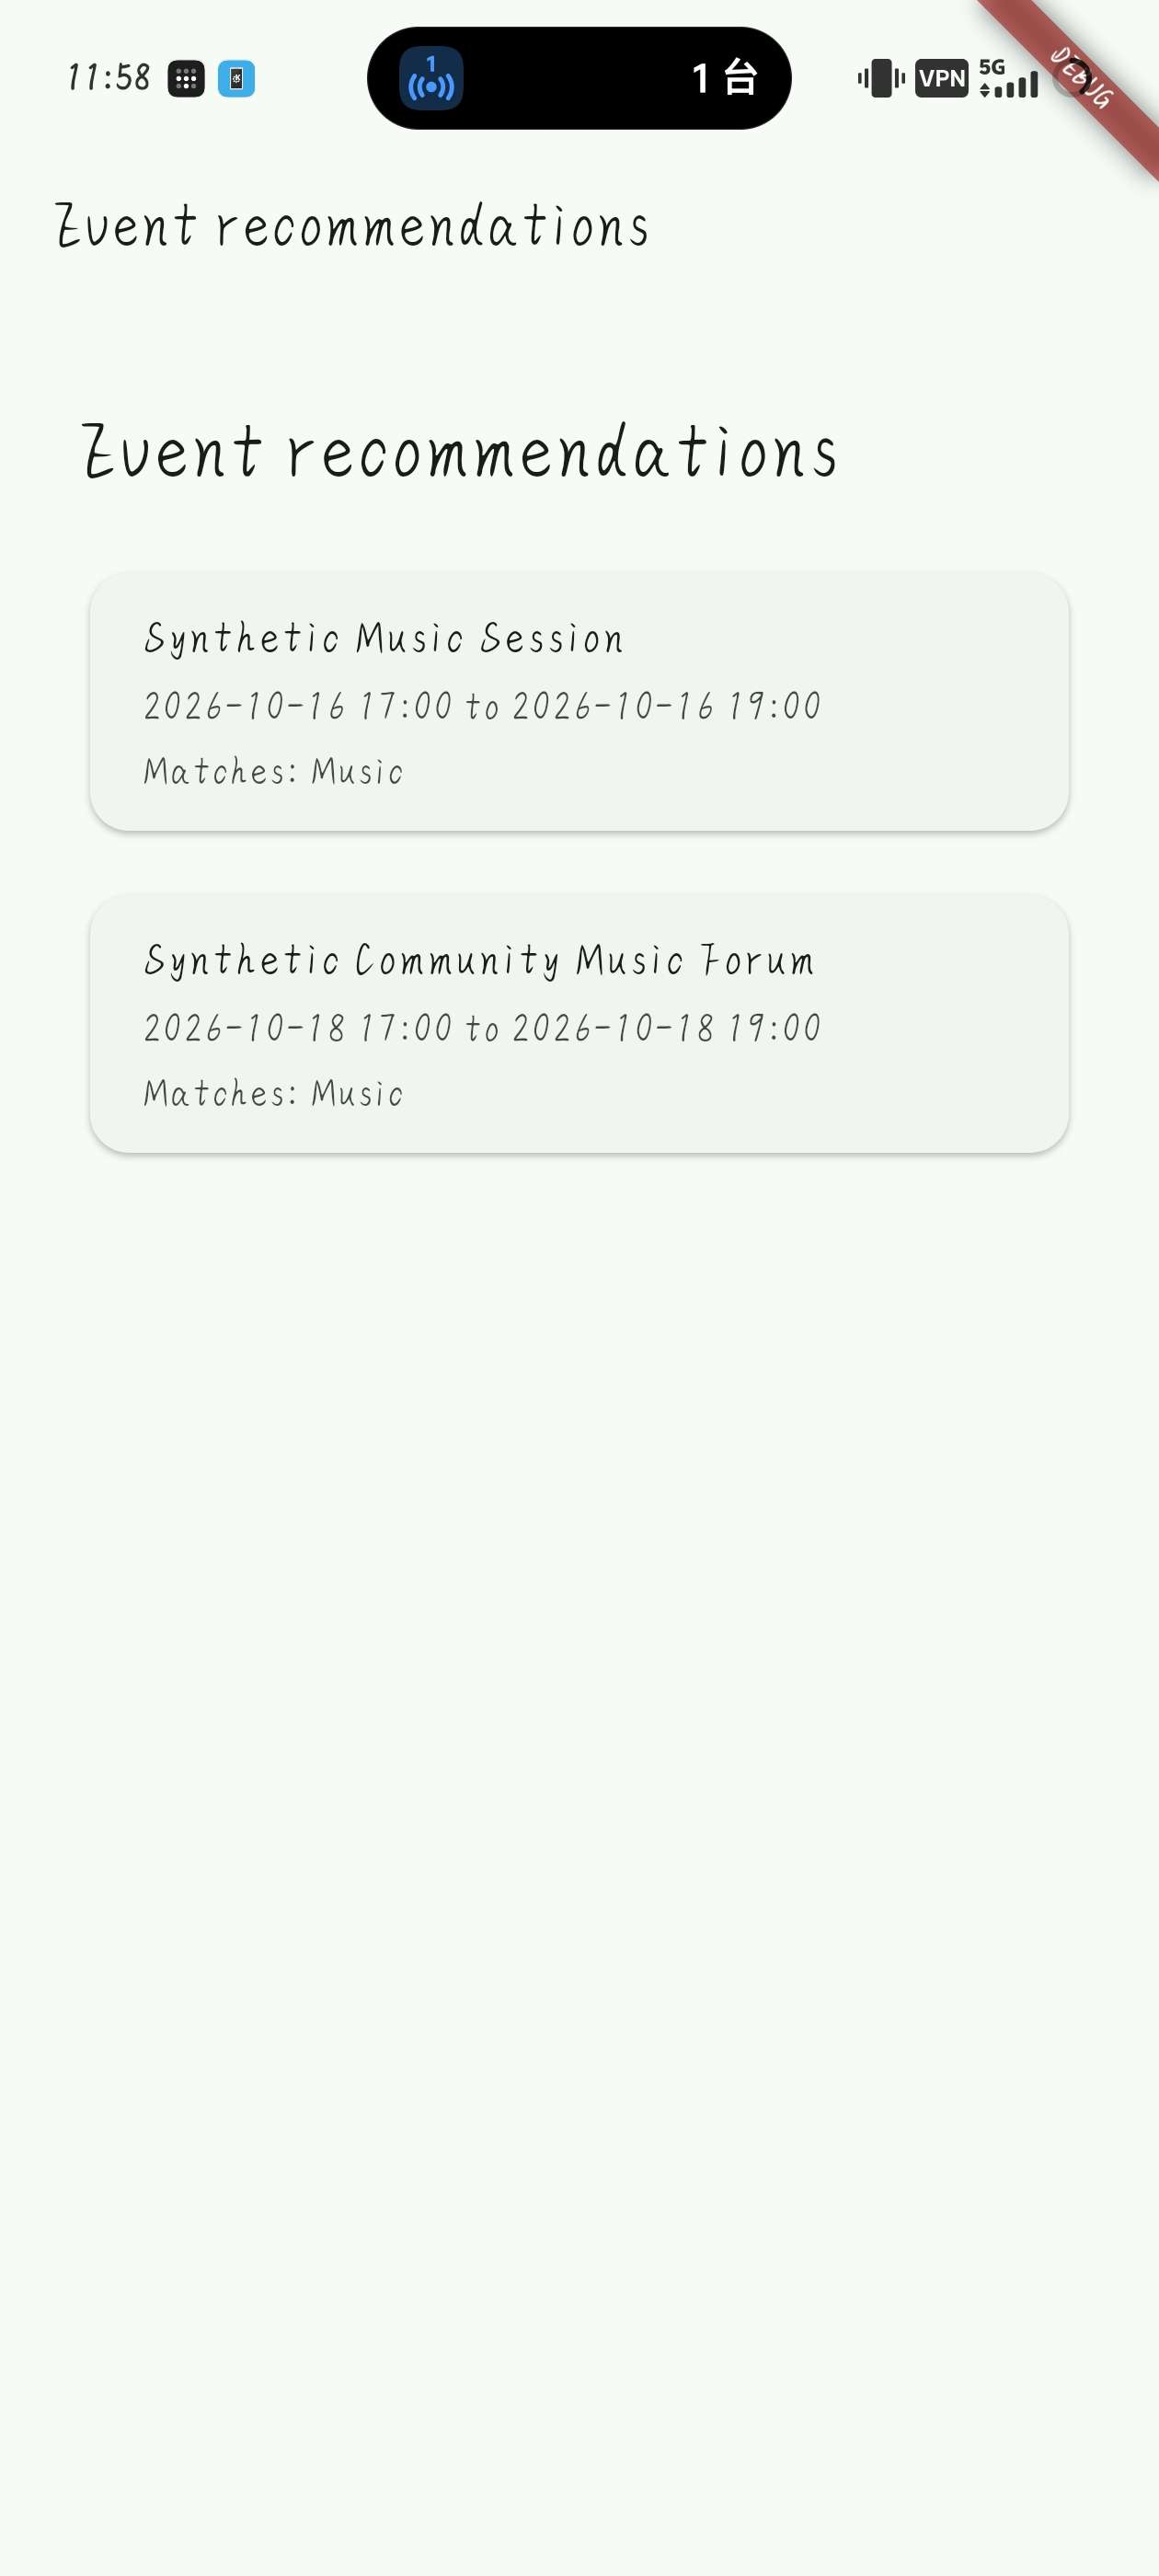 11:58
1
1 台
VPN
5G
DEBUG
Event recommendations
Event recommendations
Synthetic Music Session
2026-10-16 17:00 to 2026-10-16 19:00
Matches: Music
Synthetic Community Music Forum
2026-10-18 17:00 to 2026-10-18 19:00
Matches: Music